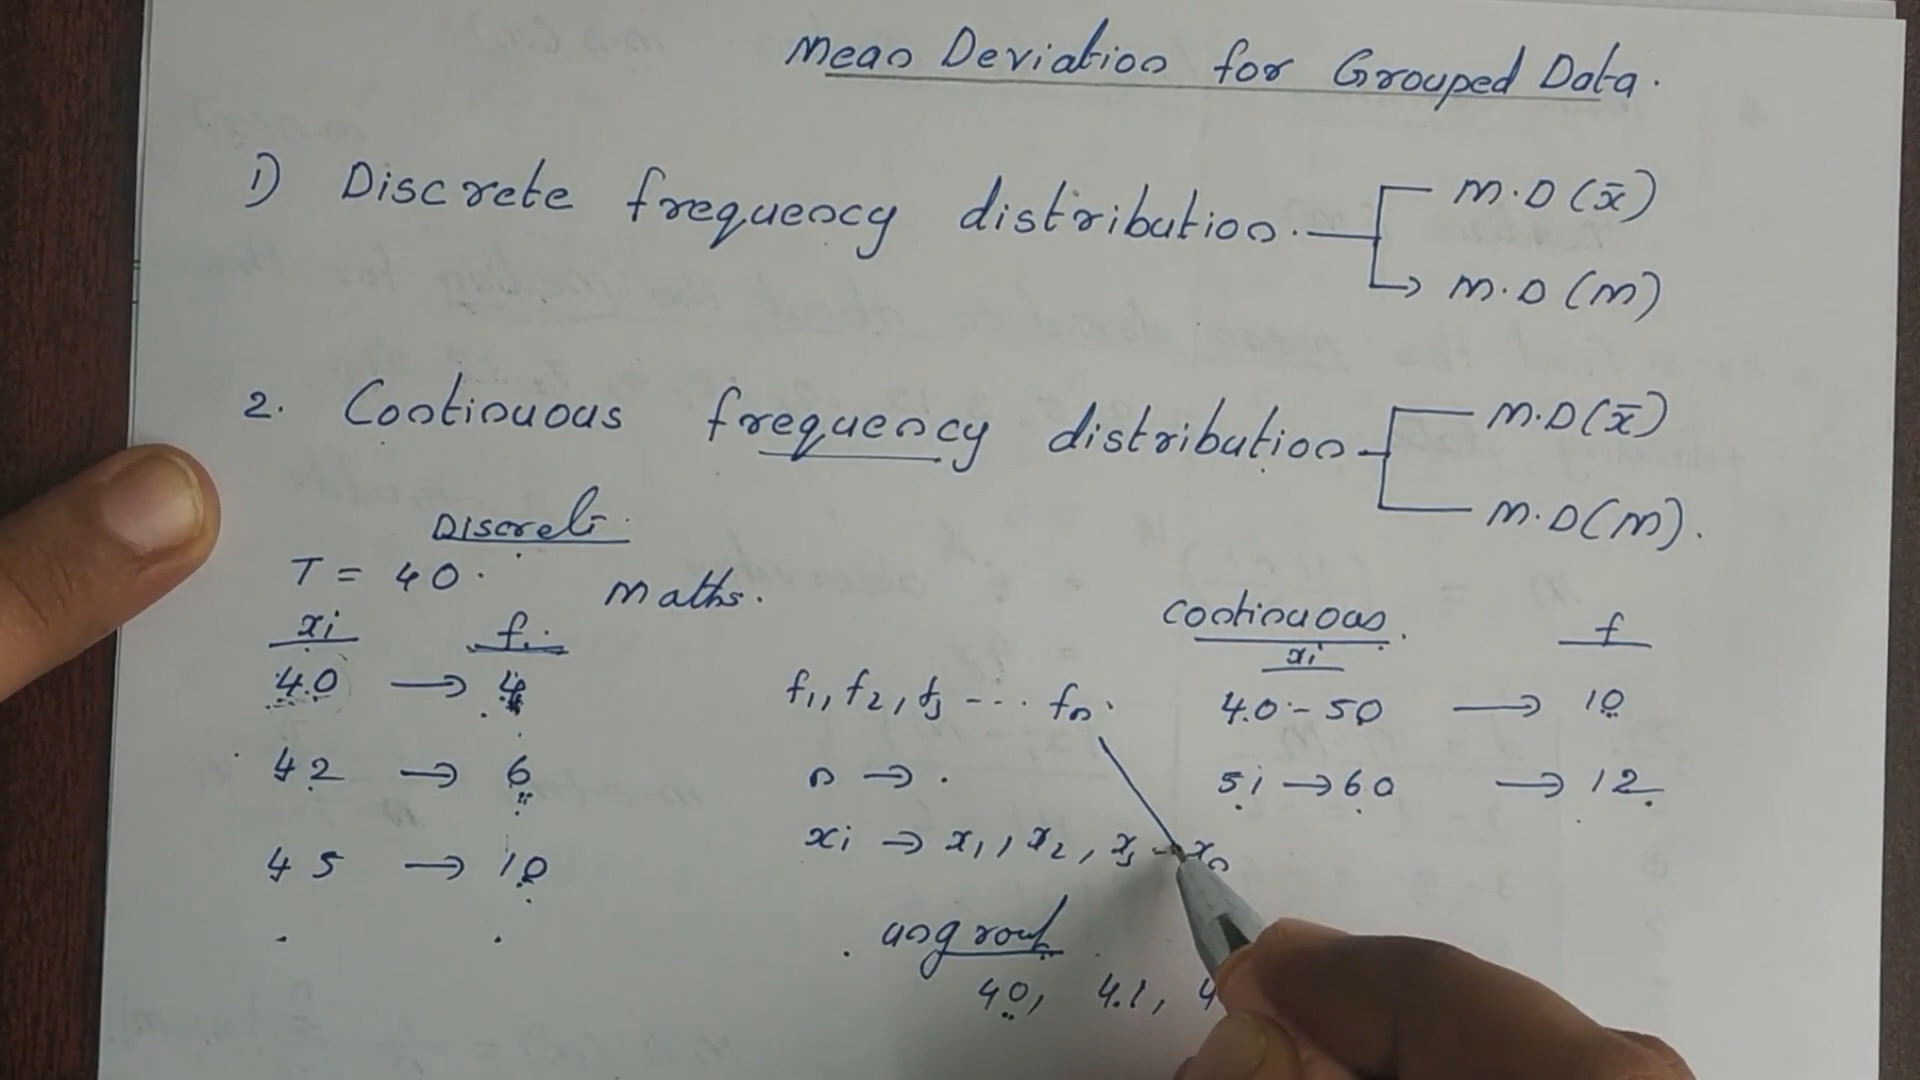 Mean Deviation for Grouped Data.
1) Discrete frequency distribution. M.D (x̄)
→ M.D (M)
2. Continuous frequency distribution M.D(x̄)
M.D(M).
Discrete
T = 40.
Maths.
xi f
40 → 4
42 → 6
45 → 10
f1, f2, f3 --- fn.
n → .
xi → x1, x2, x3 - xn
ungroup
40, 41, 4
Continuous f
xi
40 - 50 → 10
51 → 60 → 12